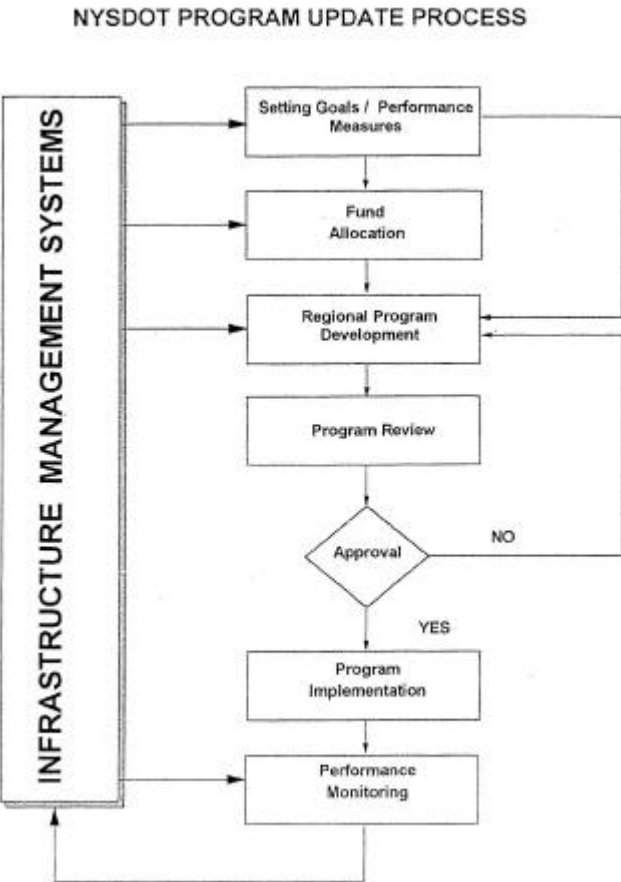 NYSDOT PROGRAM UPDATE PROCESS
INFRASTRUCTURE MANAGEMENT SYSTEMS
Setting Goals / Performance
Measures
Fund
Allocation
Regional Program
Development
Program Review
Approval
NO
YES
Program
Implementation
Performance
Monitoring